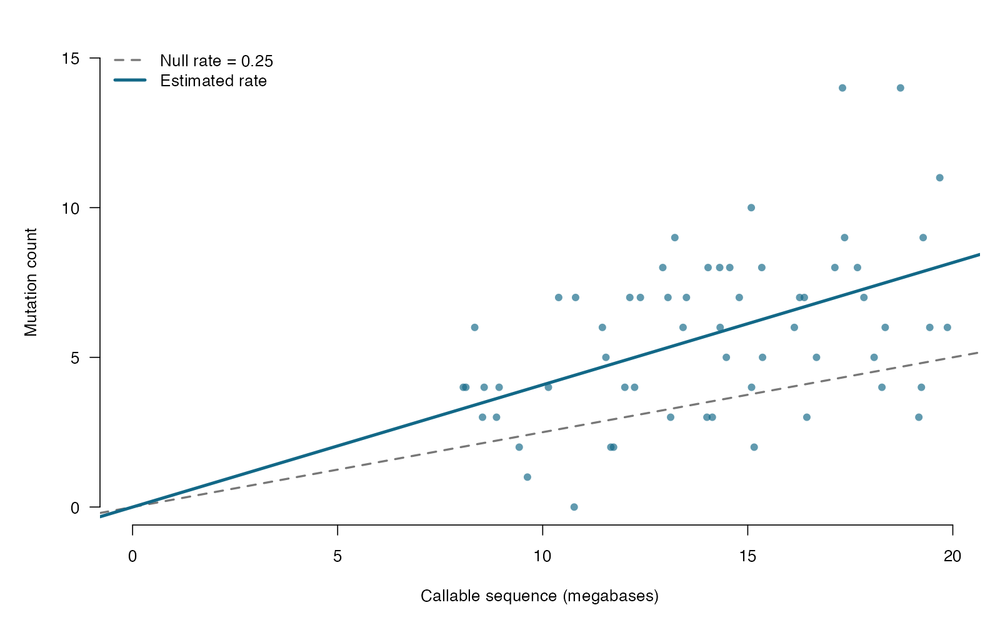 15
Null rate = 0.25
Estimated rate
10
Mutation count
5
0
0 5 10 15 20
Callable sequence (megabases)